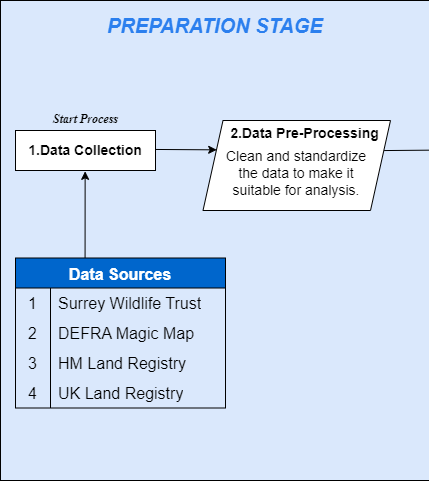 PREPARATION STAGE
Start Process
1.Data Collection
2.Data Pre-Processing
Clean and standardize
the data to make it
suitable for analysis.
Data Sources
1 Surrey Wildlife Trust
2 DEFRA Magic Map
3 HM Land Registry
4 UK Land Registry